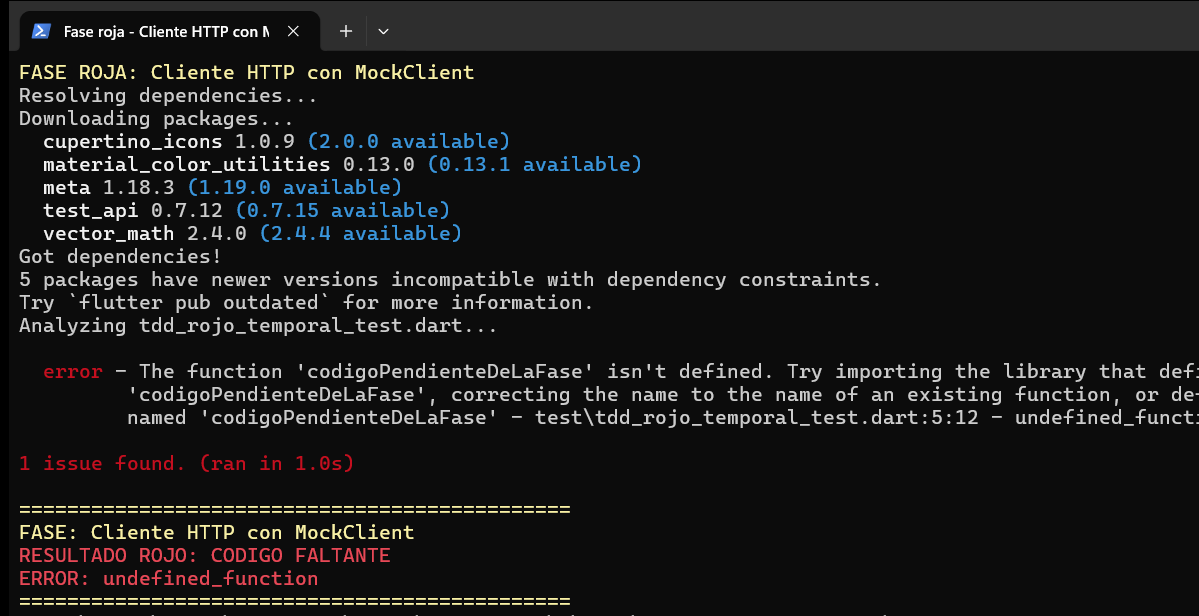 Fase roja - Cliente HTTP con
FASE ROJA: Cliente HTTP con MockClient
Resolving dependencies...
Downloading packages...
cupertino_icons 1.0.9 (2.0.0 available)
material_color_utilities 0.13.0 (0.13.1 available)
meta 1.18.3 (1.19.0 available)
test_api 0.7.12 (0.7.15 available)
vector_math 2.4.0 (2.4.4 available)
Got dependencies!
5 packages have newer versions incompatible with dependency constraints.
Try `flutter pub outdated` for more information.
Analyzing tdd_rojo_temporal_test.dart...
error - The function 'codigoPendienteDeLaFase' isn't defined. Try importing the library that defi
'codigoPendienteDeLaFase', correcting the name to the name of an existing function, or de
named 'codigoPendienteDeLaFase' - test\tdd_rojo_temporal_test.dart:5:12 - undefined_functi
1 issue found. (ran in 1.0s)
==============================================
FASE: Cliente HTTP con MockClient
RESULTADO ROJO: CODIGO FALTANTE
ERROR: undefined_function
==============================================